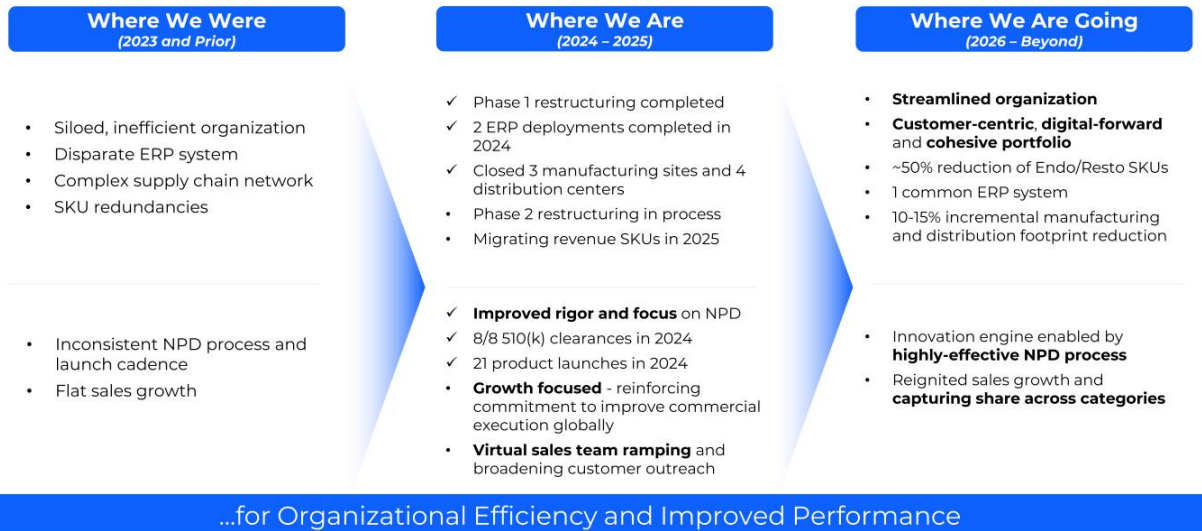 Where We Were
(2023 and Prior)
• Siloed, inefficient organization
• Disparate ERP system
• Complex supply chain network
• SKU redundancies
• Inconsistent NPD process and
launch cadence
• Flat sales growth
Where We Are
(2024 – 2025)
✓ Phase 1 restructuring completed
✓ 2 ERP deployments completed in
2024
✓ Closed 3 manufacturing sites and 4
distribution centers
• Phase 2 restructuring in process
• Migrating revenue SKUs in 2025
✓ Improved rigor and focus on NPD
✓ 8/8 510(k) clearances in 2024
✓ 21 product launches in 2024
• Growth focused - reinforcing
commitment to improve commercial
execution globally
• Virtual sales team ramping and
broadening customer outreach
Where We Are Going
(2026 – Beyond)
• Streamlined organization
• Customer-centric, digital-forward
and cohesive portfolio
• ~50% reduction of Endo/Resto SKUs
• 1 common ERP system
• 10-15% incremental manufacturing
and distribution footprint reduction
• Innovation engine enabled by
highly-effective NPD process
• Reignited sales growth and
capturing share across categories
...for Organizational Efficiency and Improved Performance